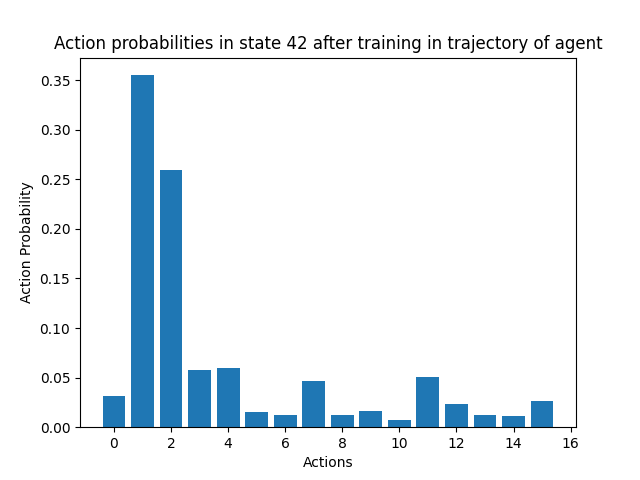 Action probabilities in state 42 after training in trajectory of agent
Action Probability
0.35
0.30
0.25
0.20
0.15
0.10
0.05
0.00
0 2 4 6 8 10 12 14 16
Actions